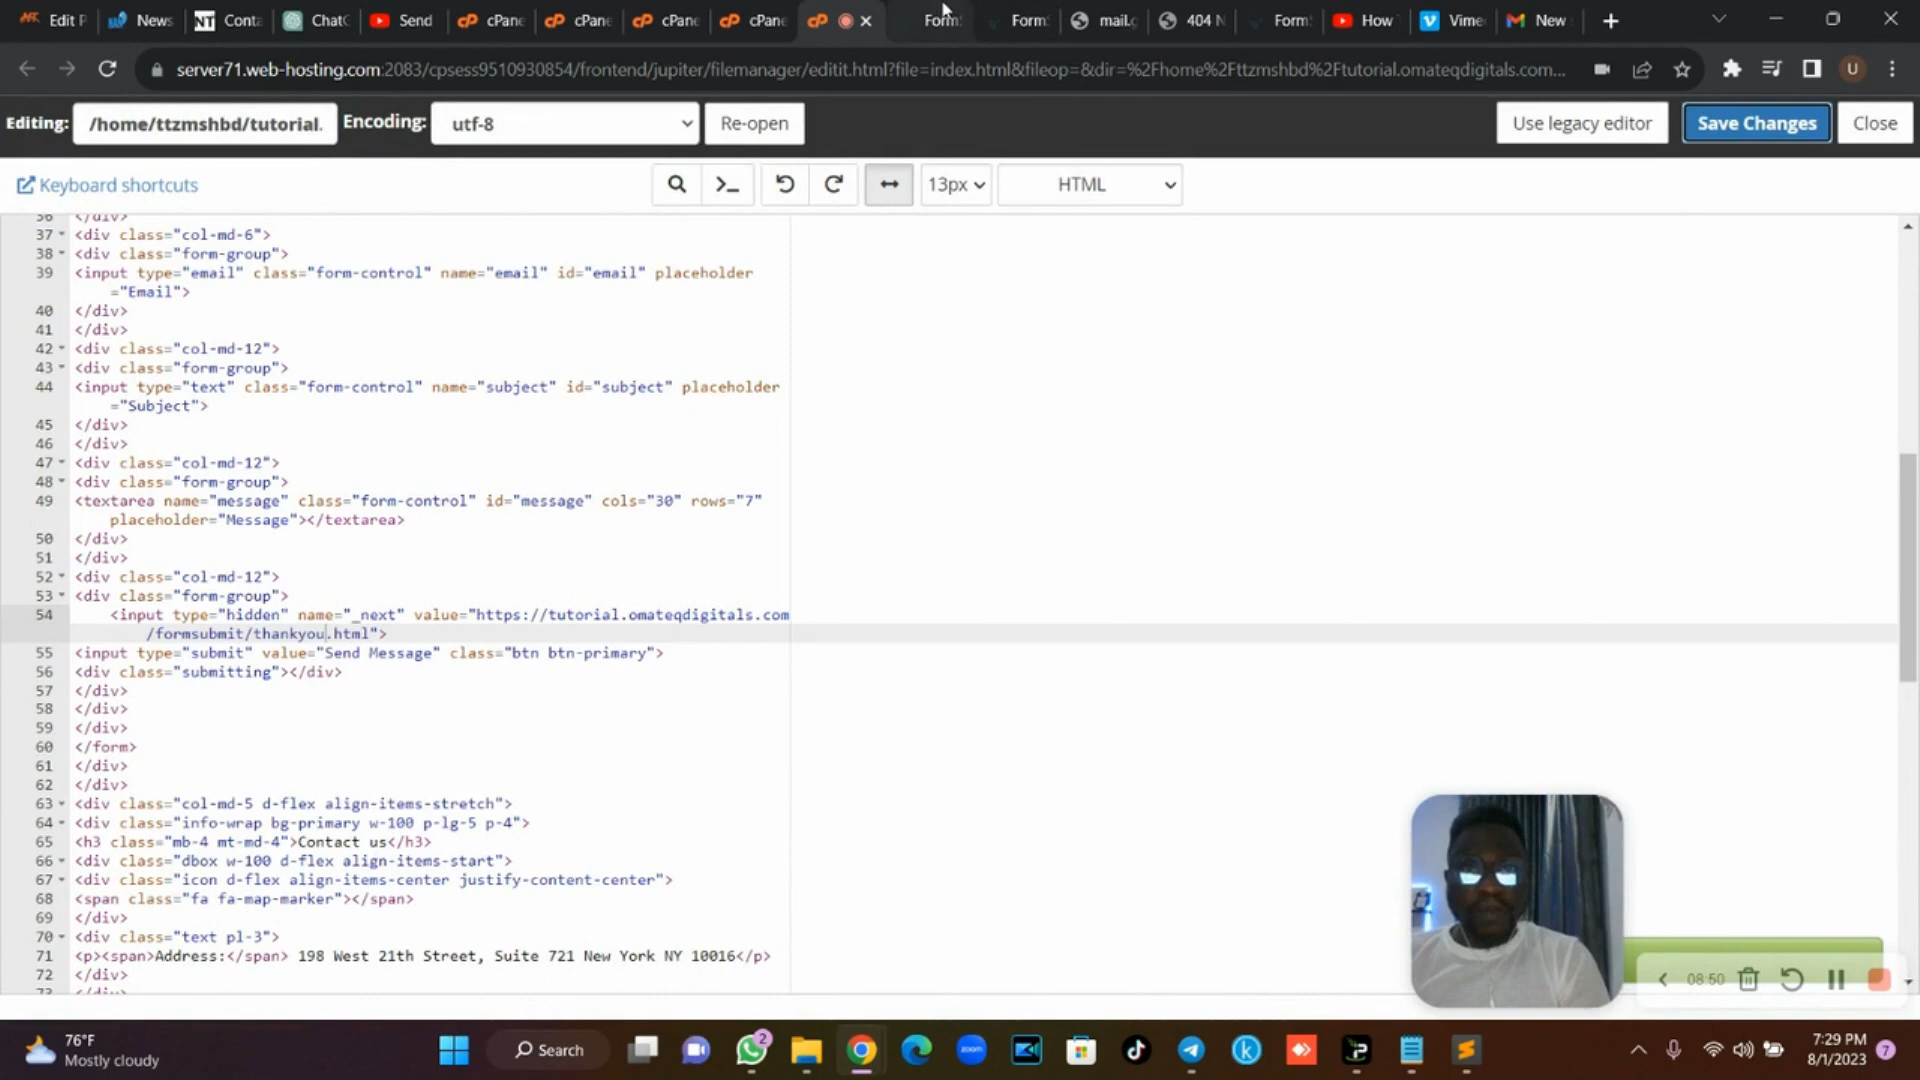 Edit P
News
Conta
ChatG
Send
cPane
cPane
cPane
cPane
Form
Form
mail.
404 N
Form
How
Vime
New
server71.web-hosting.com:2083/cpsess9510930854/frontend/jupiter/filemanager/editit.html?file=index.html&fileop=&dir=%2Fhome%2Fttzmshbd%2Ftutorial.omateqdigitals.com...
U
Editing: /home/ttzmshbd/tutorial. Encoding: utf-8 Re-open Use legacy editor Save Changes Close
Keyboard shortcuts 13px HTML
36 </div>
37 <div class="col-md-6">
38 <div class="form-group">
39 <input type="email" class="form-control" name="email" id="email" placeholder
="Email">
40 </div>
41 </div>
42 <div class="col-md-12">
43 <div class="form-group">
44 <input type="text" class="form-control" name="subject" id="subject" placeholder
="Subject">
45 </div>
46 </div>
47 <div class="col-md-12">
48 <div class="form-group">
49 <textarea name="message" class="form-control" id="message" cols="30" rows="7"
placeholder="Message"></textarea>
50 </div>
51 </div>
52 <div class="col-md-12">
53 <div class="form-group">
54 <input type="hidden" name="_next" value="https://tutorial.omateqdigitals.com
/formsubmit/thankyou.html">
55 <input type="submit" value="Send Message" class="btn btn-primary">
56 <div class="submitting"></div>
57 </div>
58 </div>
59 </div>
60 </form>
61 </div>
62 </div>
63 <div class="col-md-5 d-flex align-items-stretch">
64 <div class="info-wrap bg-primary w-100 p-lg-5 p-4">
65 <h3 class="mb-4 mt-md-4">Contact us</h3>
66 <div class="dbox w-100 d-flex align-items-start">
67 <div class="icon d-flex align-items-center justify-content-center">
68 <span class="fa fa-map-marker"></span>
69 </div>
70 <div class="text pl-3">
71 <p><span>Address:</span> 198 West 21th Street, Suite 721 New York NY 10016</p>
72 </div>
73 </div>
08:50
76°F
Mostly cloudy
Search
2
zoom
7:29 PM
8/1/2023
7